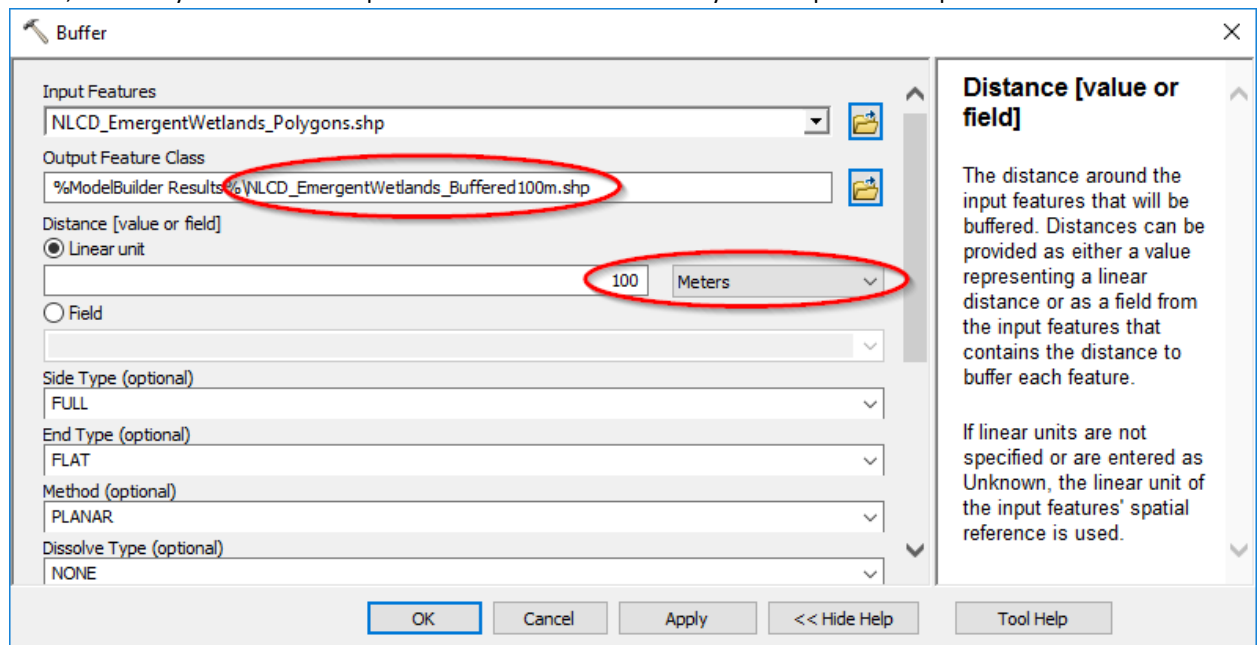 Buffer
Input Features
NLCD_EmergentWetlands_Polygons.shp
Output Feature Class
%ModelBuilder Results%\NLCD_EmergentWetlands_Buffered100m.shp
Distance [value or field]
Linear unit
100 Meters
Field
Side Type (optional)
FULL
End Type (optional)
FLAT
Method (optional)
PLANAR
Dissolve Type (optional)
NONE
Distance [value or
field]
The distance around the
input features that will be
buffered. Distances can be
provided as either a value
representing a linear
distance or as a field from
the input features that
contains the distance to
buffer each feature.
If linear units are not
specified or are entered as
Unknown, the linear unit of
the input features' spatial
reference is used.
OK Cancel Apply << Hide Help Tool Help